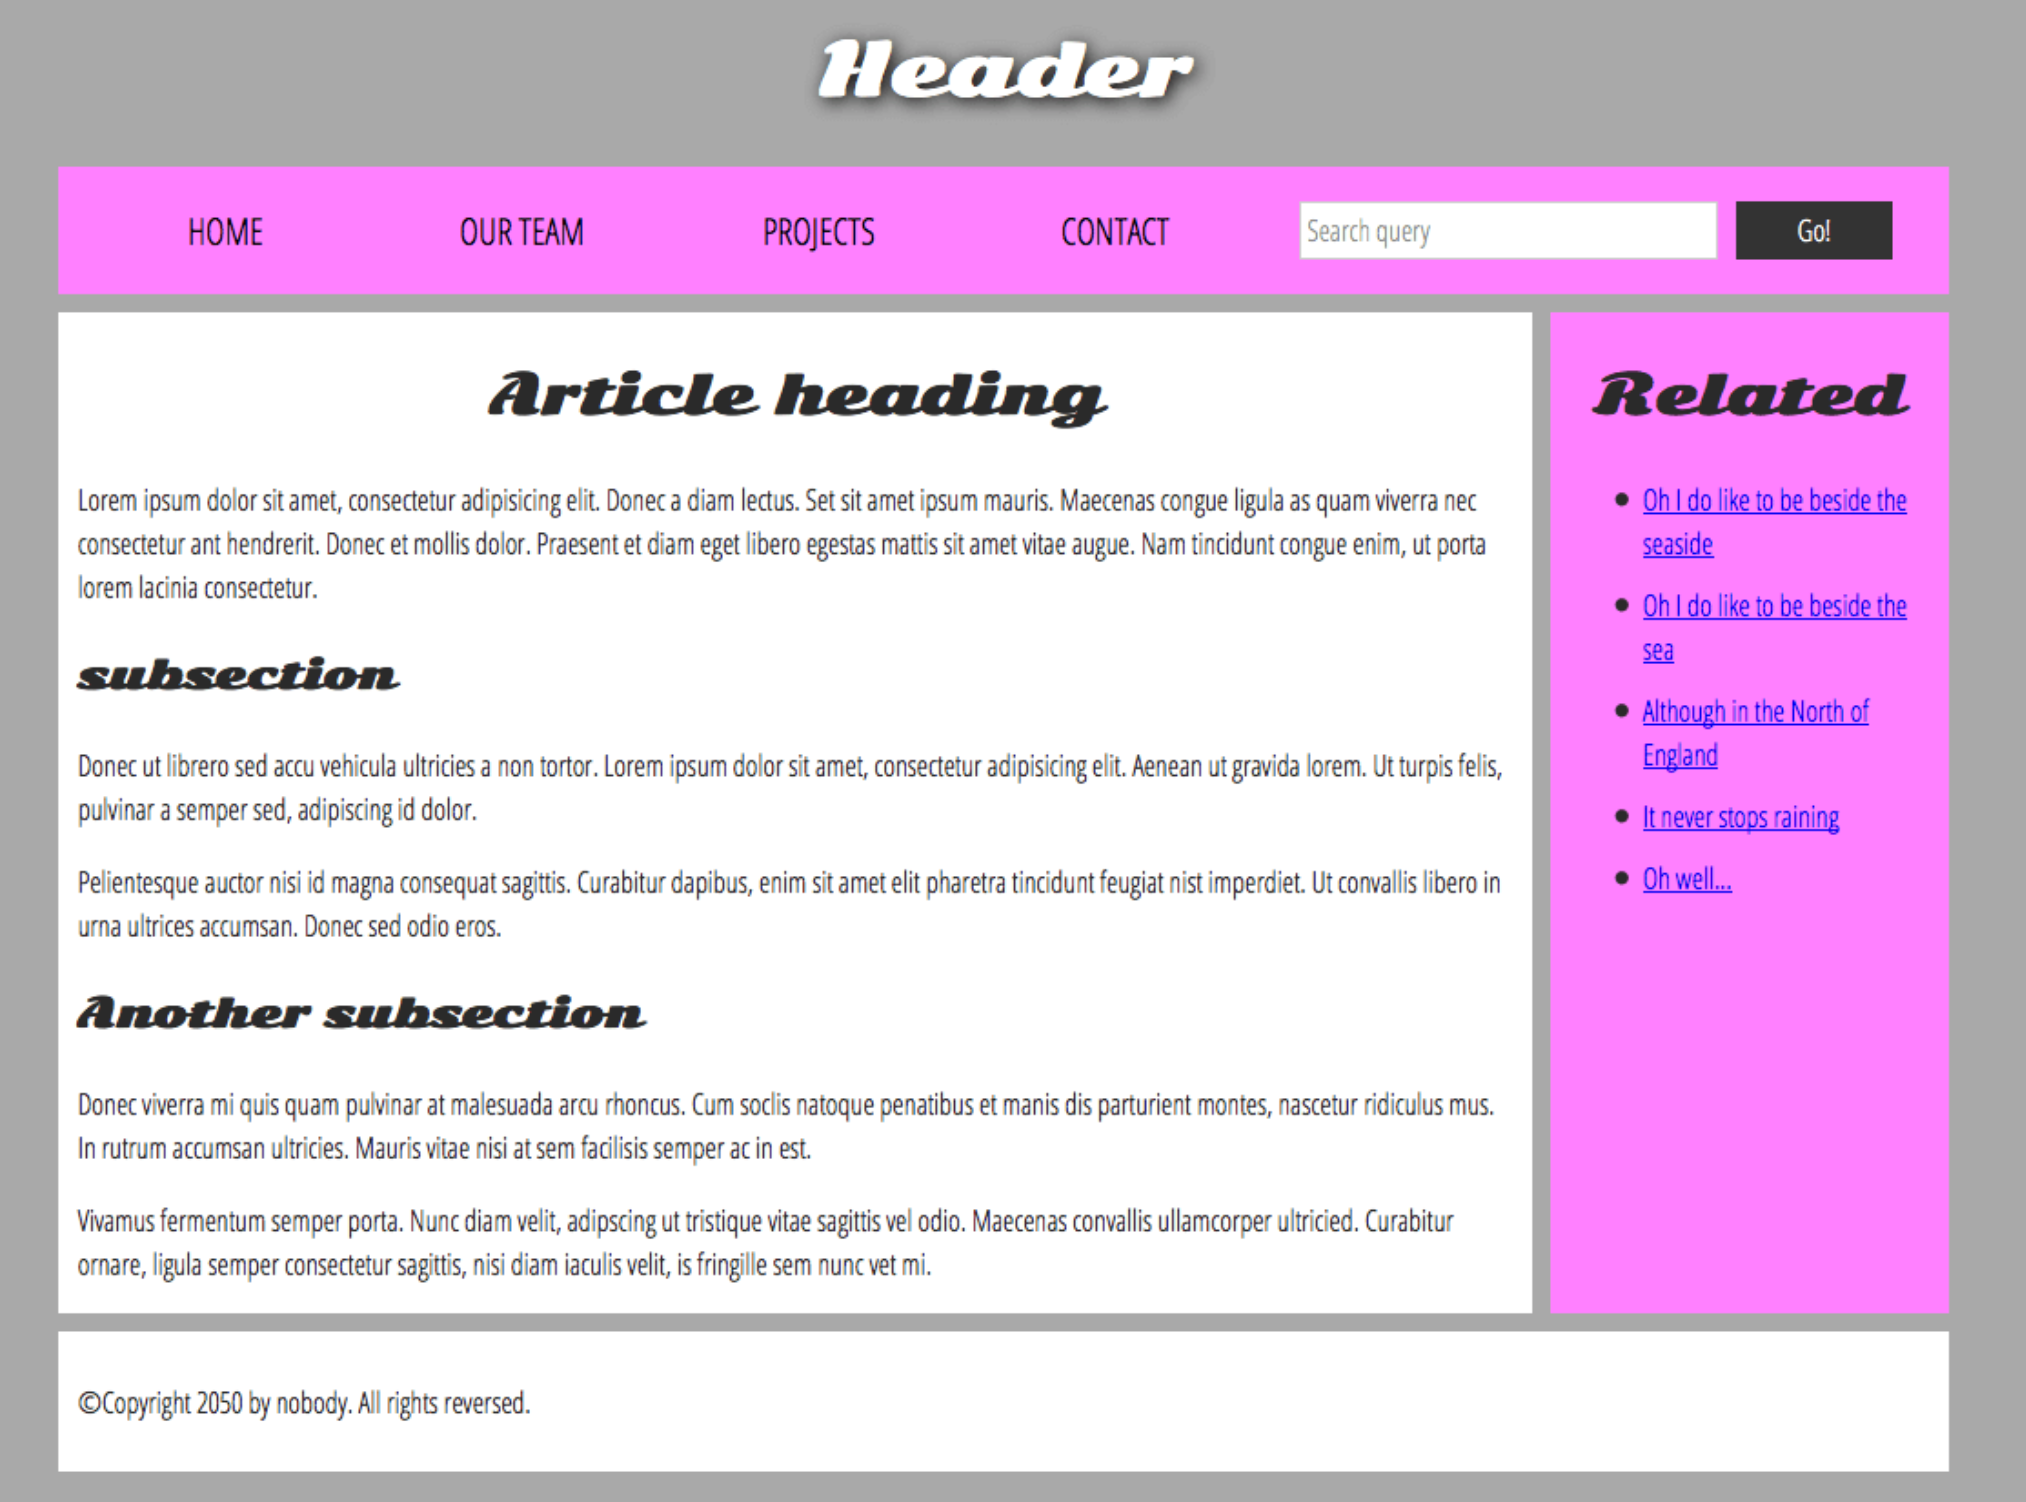 Header
HOME
OUR TEAM
PROJECTS
CONTACT
Search query
Go!
Article heading
Lorem ipsum dolor sit amet, consectetur adipisicing elit. Donec a diam lectus. Set sit amet ipsum mauris. Maecenas congue ligula as quam viverra nec
consectetur ant hendrerit. Donec et mollis dolor. Praesent et diam eget libero egestas mattis sit amet vitae augue. Nam tincidunt congue enim, ut porta
lorem lacinia consectetur.
subsection
Donec ut librero sed accu vehicula ultricies a non tortor. Lorem ipsum dolor sit amet, consectetur adipisicing elit. Aenean ut gravida lorem. Ut turpis felis,
pulvinar a semper sed, adipiscing id dolor.
Pelientesque auctor nisi id magna consequat sagittis. Curabitur dapibus, enim sit amet elit pharetra tincidunt feugiat nist imperdiet. Ut convallis libero in
urna ultrices accumsan. Donec sed odio eros.
Another subsection
Donec viverra mi quis quam pulvinar at malesuada arcu rhoncus. Cum soclis natoque penatibus et manis dis parturient montes, nascetur ridiculus mus.
In rutrum accumsan ultricies. Mauris vitae nisi at sem facilisis semper ac in est.
Vivamus fermentum semper porta. Nunc diam velit, adipscing ut tristique vitae sagittis vel odio. Maecenas convallis ullamcorper ultricied. Curabitur
ornare, ligula semper consectetur sagittis, nisi diam iaculis velit, is fringille sem nunc vet mi.
Related
Oh I do like to be beside the
seaside
Oh I do like to be beside the
sea
Although in the North of
England
It never stops raining
Oh well...
©Copyright 2050 by nobody. All rights reversed.